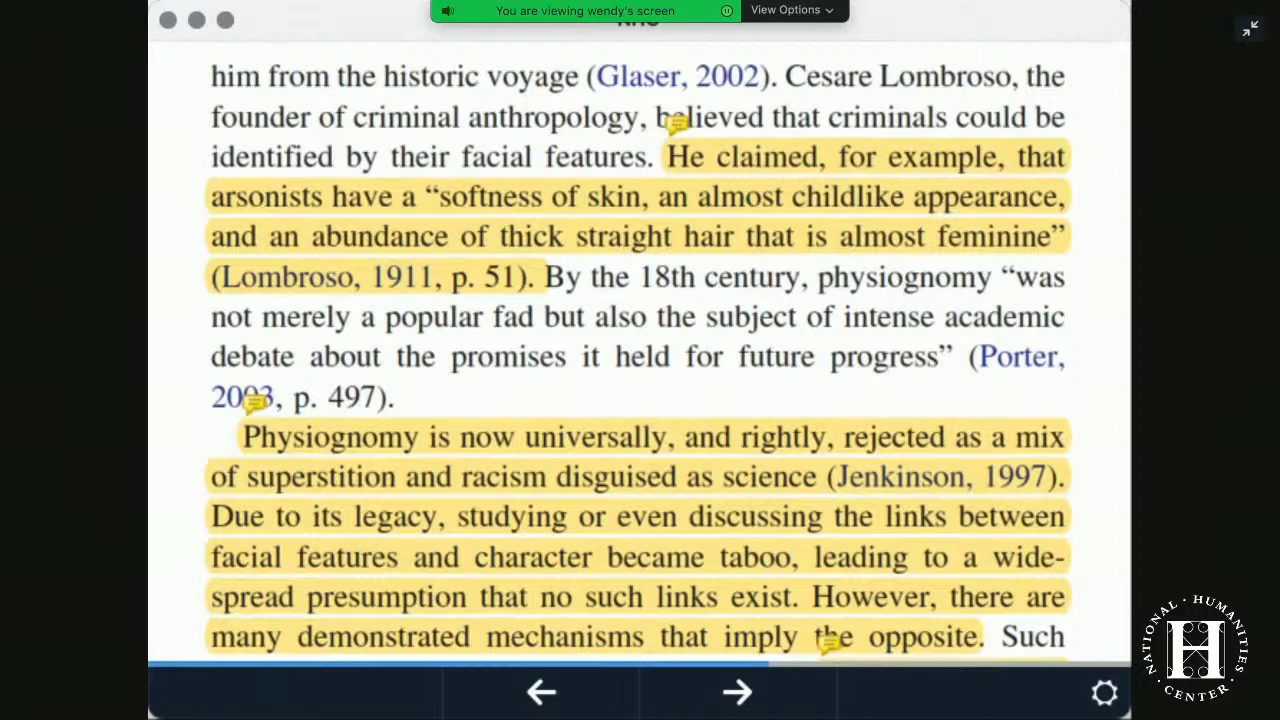 You are viewing wendy's screen
View Options
him from the historic voyage (Glaser, 2002). Cesare Lombroso, the
founder of criminal anthropology, believed that criminals could be
identified by their facial features. He claimed, for example, that
arsonists have a “softness of skin, an almost childlike appearance,
and an abundance of thick straight hair that is almost feminine”
(Lombroso, 1911, p. 51). By the 18th century, physiognomy “was
not merely a popular fad but also the subject of intense academic
debate about the promises it held for future progress” (Porter,
2003, p. 497).
Physiognomy is now universally, and rightly, rejected as a mix
of superstition and racism disguised as science (Jenkinson, 1997).
Due to its legacy, studying or even discussing the links between
facial features and character became taboo, leading to a wide-
spread presumption that no such links exist. However, there are
many demonstrated mechanisms that imply the opposite. Such
NATIONAL · HUMANITIES
CENTER
H